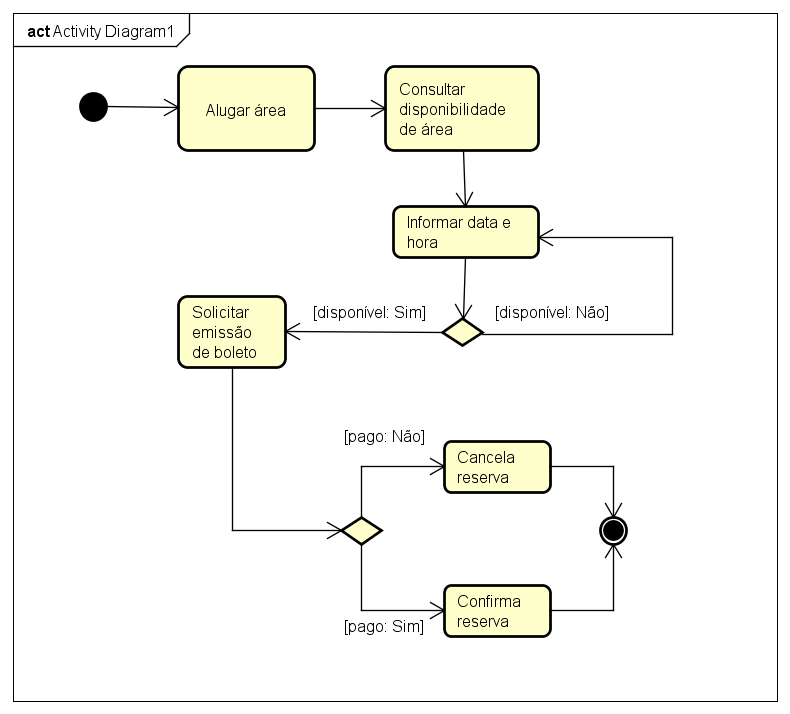 act Activity Diagram1
Alugar área
Consultar
disponibilidade
de área
Informar data e
hora
[disponível: Sim]
[disponível: Não]
Solicitar
emissão
de boleto
[pago: Não]
Cancela
reserva
[pago: Sim]
Confirma
reserva